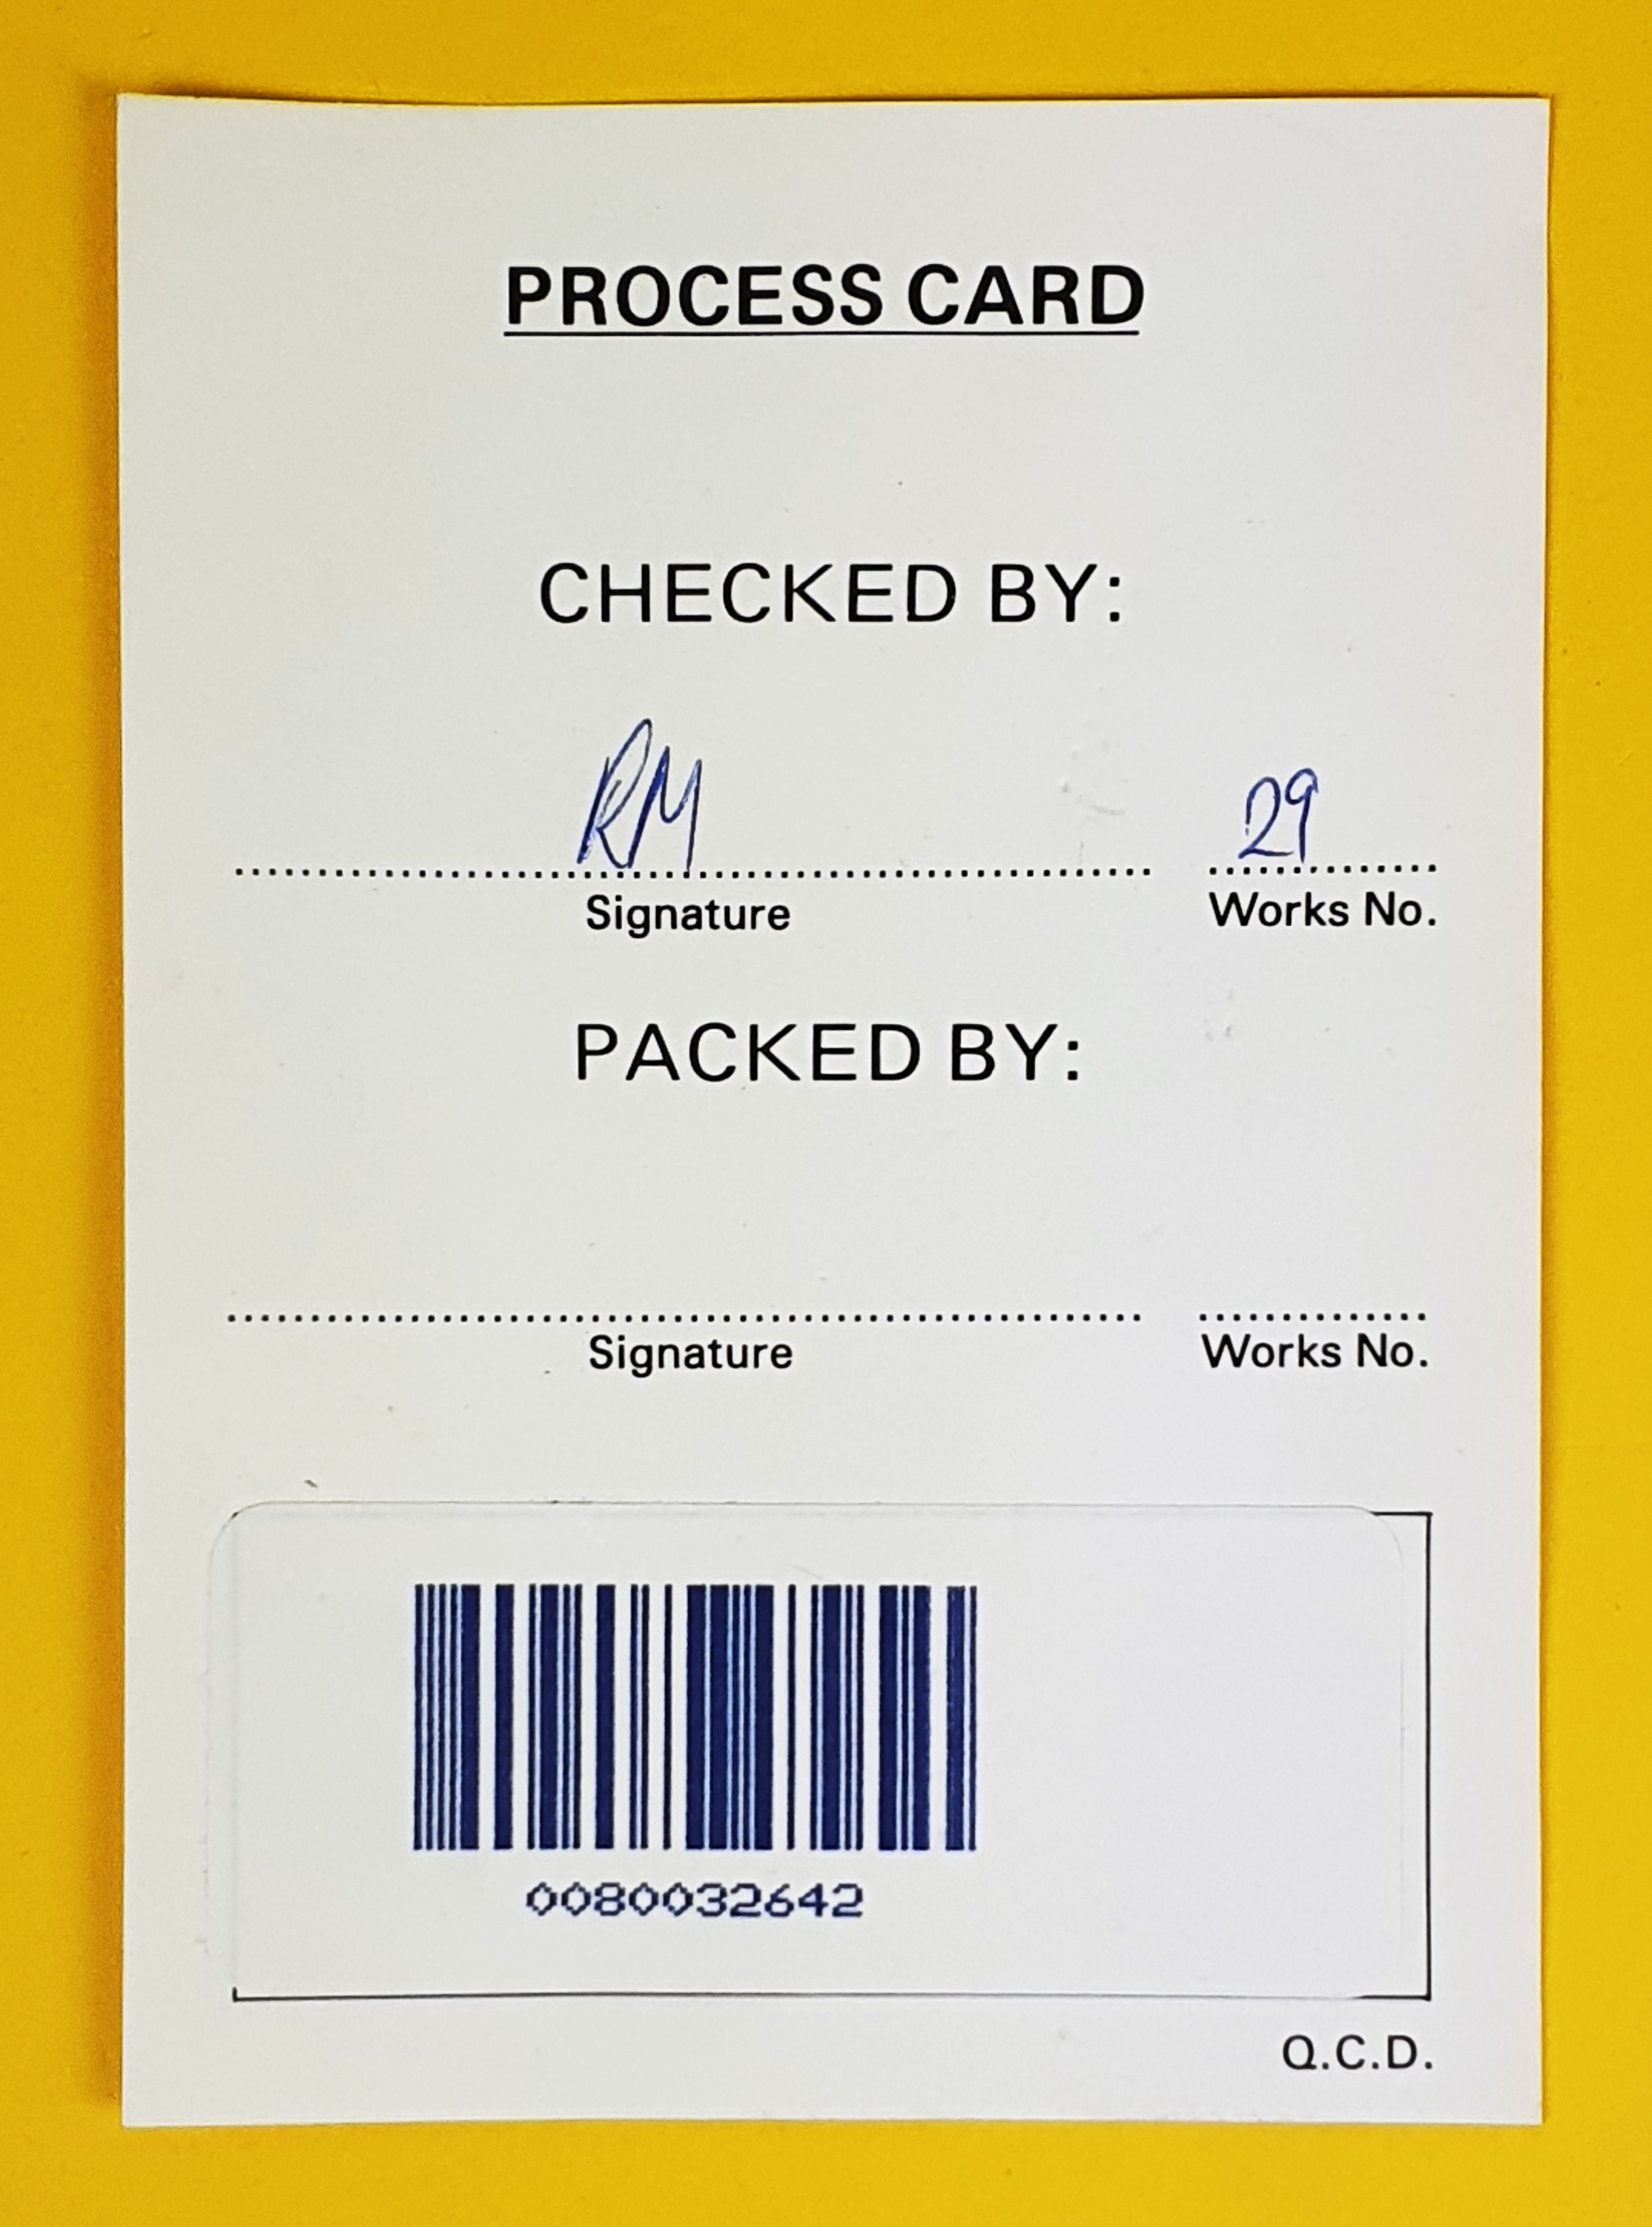 PROCESS CARD
CHECKED BY:
RM 29
Signature Works No.
PACKED BY:
Signature Works No.
0080032642
Q.C.D.